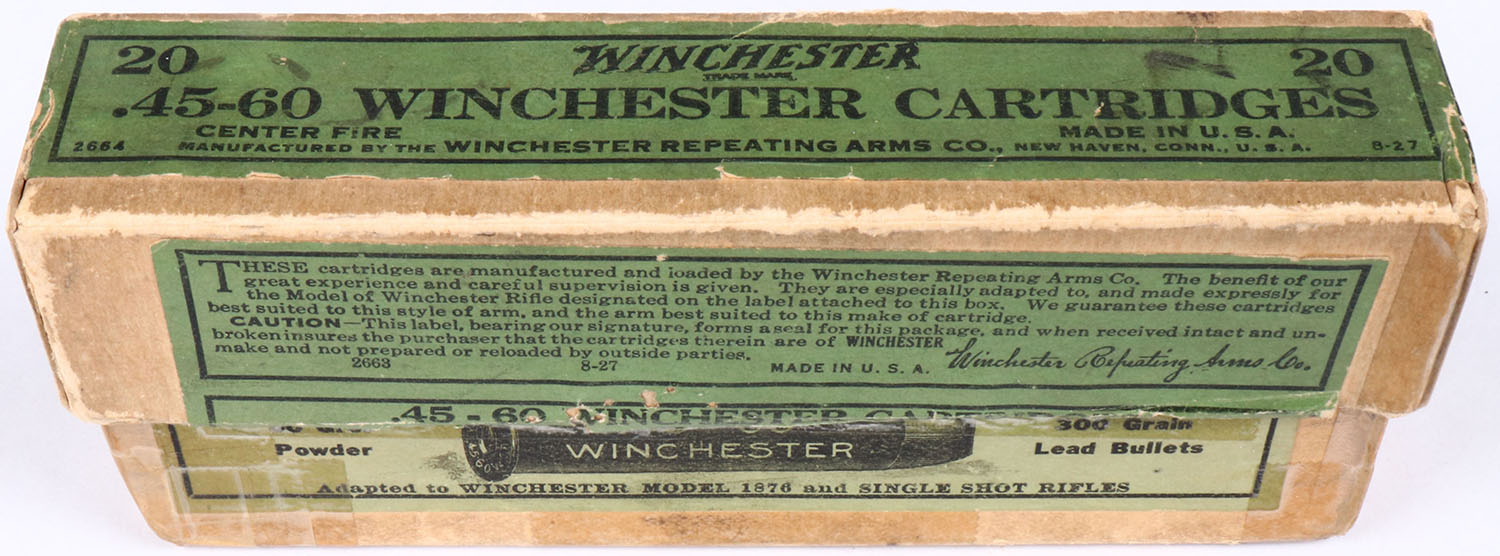 20 WINCHESTER 20
TRADE MARK
.45-60 WINCHESTER CARTRIDGES
CENTER FIRE MADE IN U.S.A.
2664 MANUFACTURED BY THE WINCHESTER REPEATING ARMS CO., NEW HAVEN, CONN., U. S. A. 8-27
THESE cartridges are manufactured and loaded by the Winchester Repeating Arms Co. The benefit of our
great experience and careful supervision is given. They are especially adapted to, and made expressly for
the Model of Winchester Rifle designated on the label attached to this box. We guarantee these cartridges
best suited to this style of arm, and the arm best suited to this make of cartridge.
CAUTION—This label, bearing our signature, forms a seal for this package, and when received intact and un-
broken insures the purchaser that the cartridges therein are of WINCHESTER
make and not prepared or reloaded by outside parties. Winchester Repeating Arms Co.
2663 8-27 MADE IN U. S. A.
.45-60 WINCHESTER
300 Grain
Powder WINCHESTER Lead Bullets
Adapted to WINCHESTER MODEL 1876 and SINGLE SHOT RIFLES